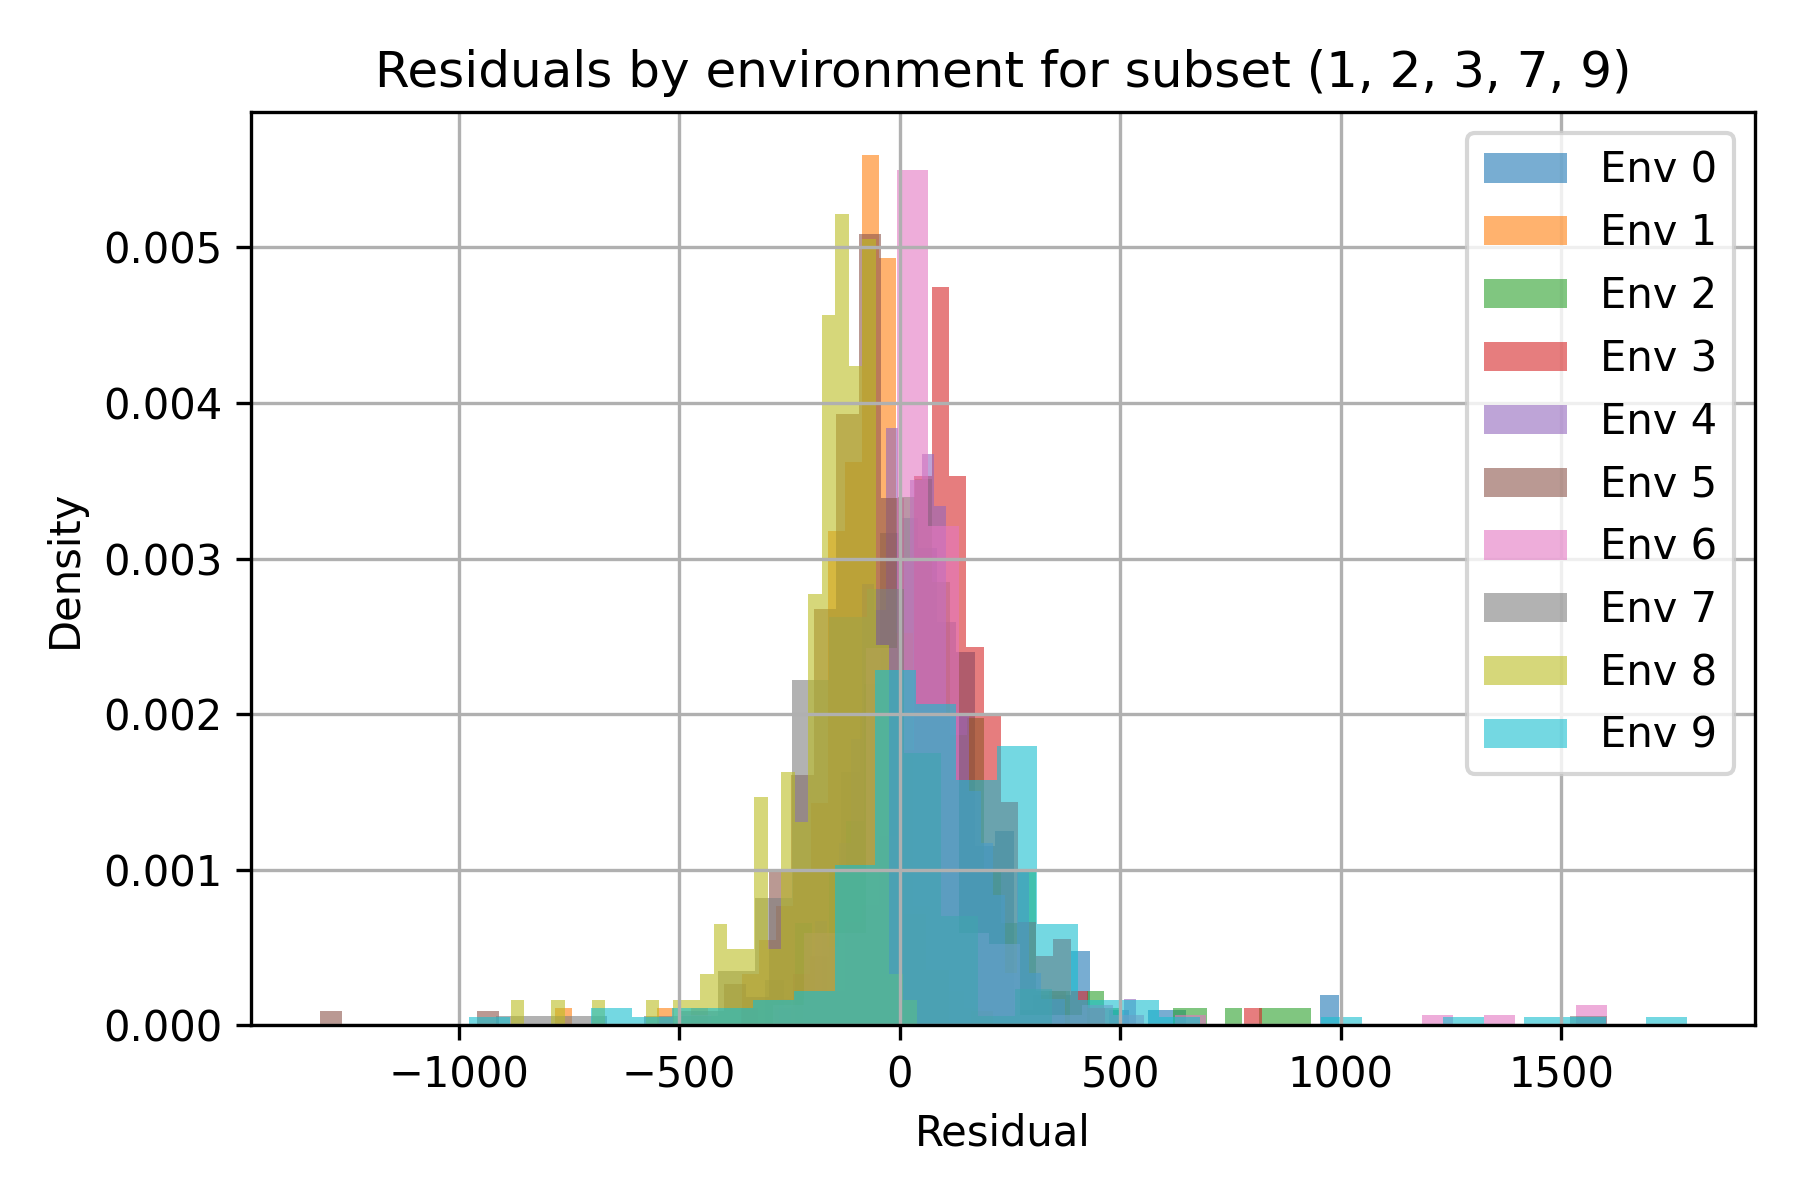 Residuals by environment for subset (1, 2, 3, 7, 9)
Env 0
Env 1
Env 2
Env 3
Env 4
Env 5
Env 6
Env 7
Env 8
Env 9
Density
0.005
0.004
0.003
0.002
0.001
0.000
−1000
−500
0
500
1000
1500
Residual